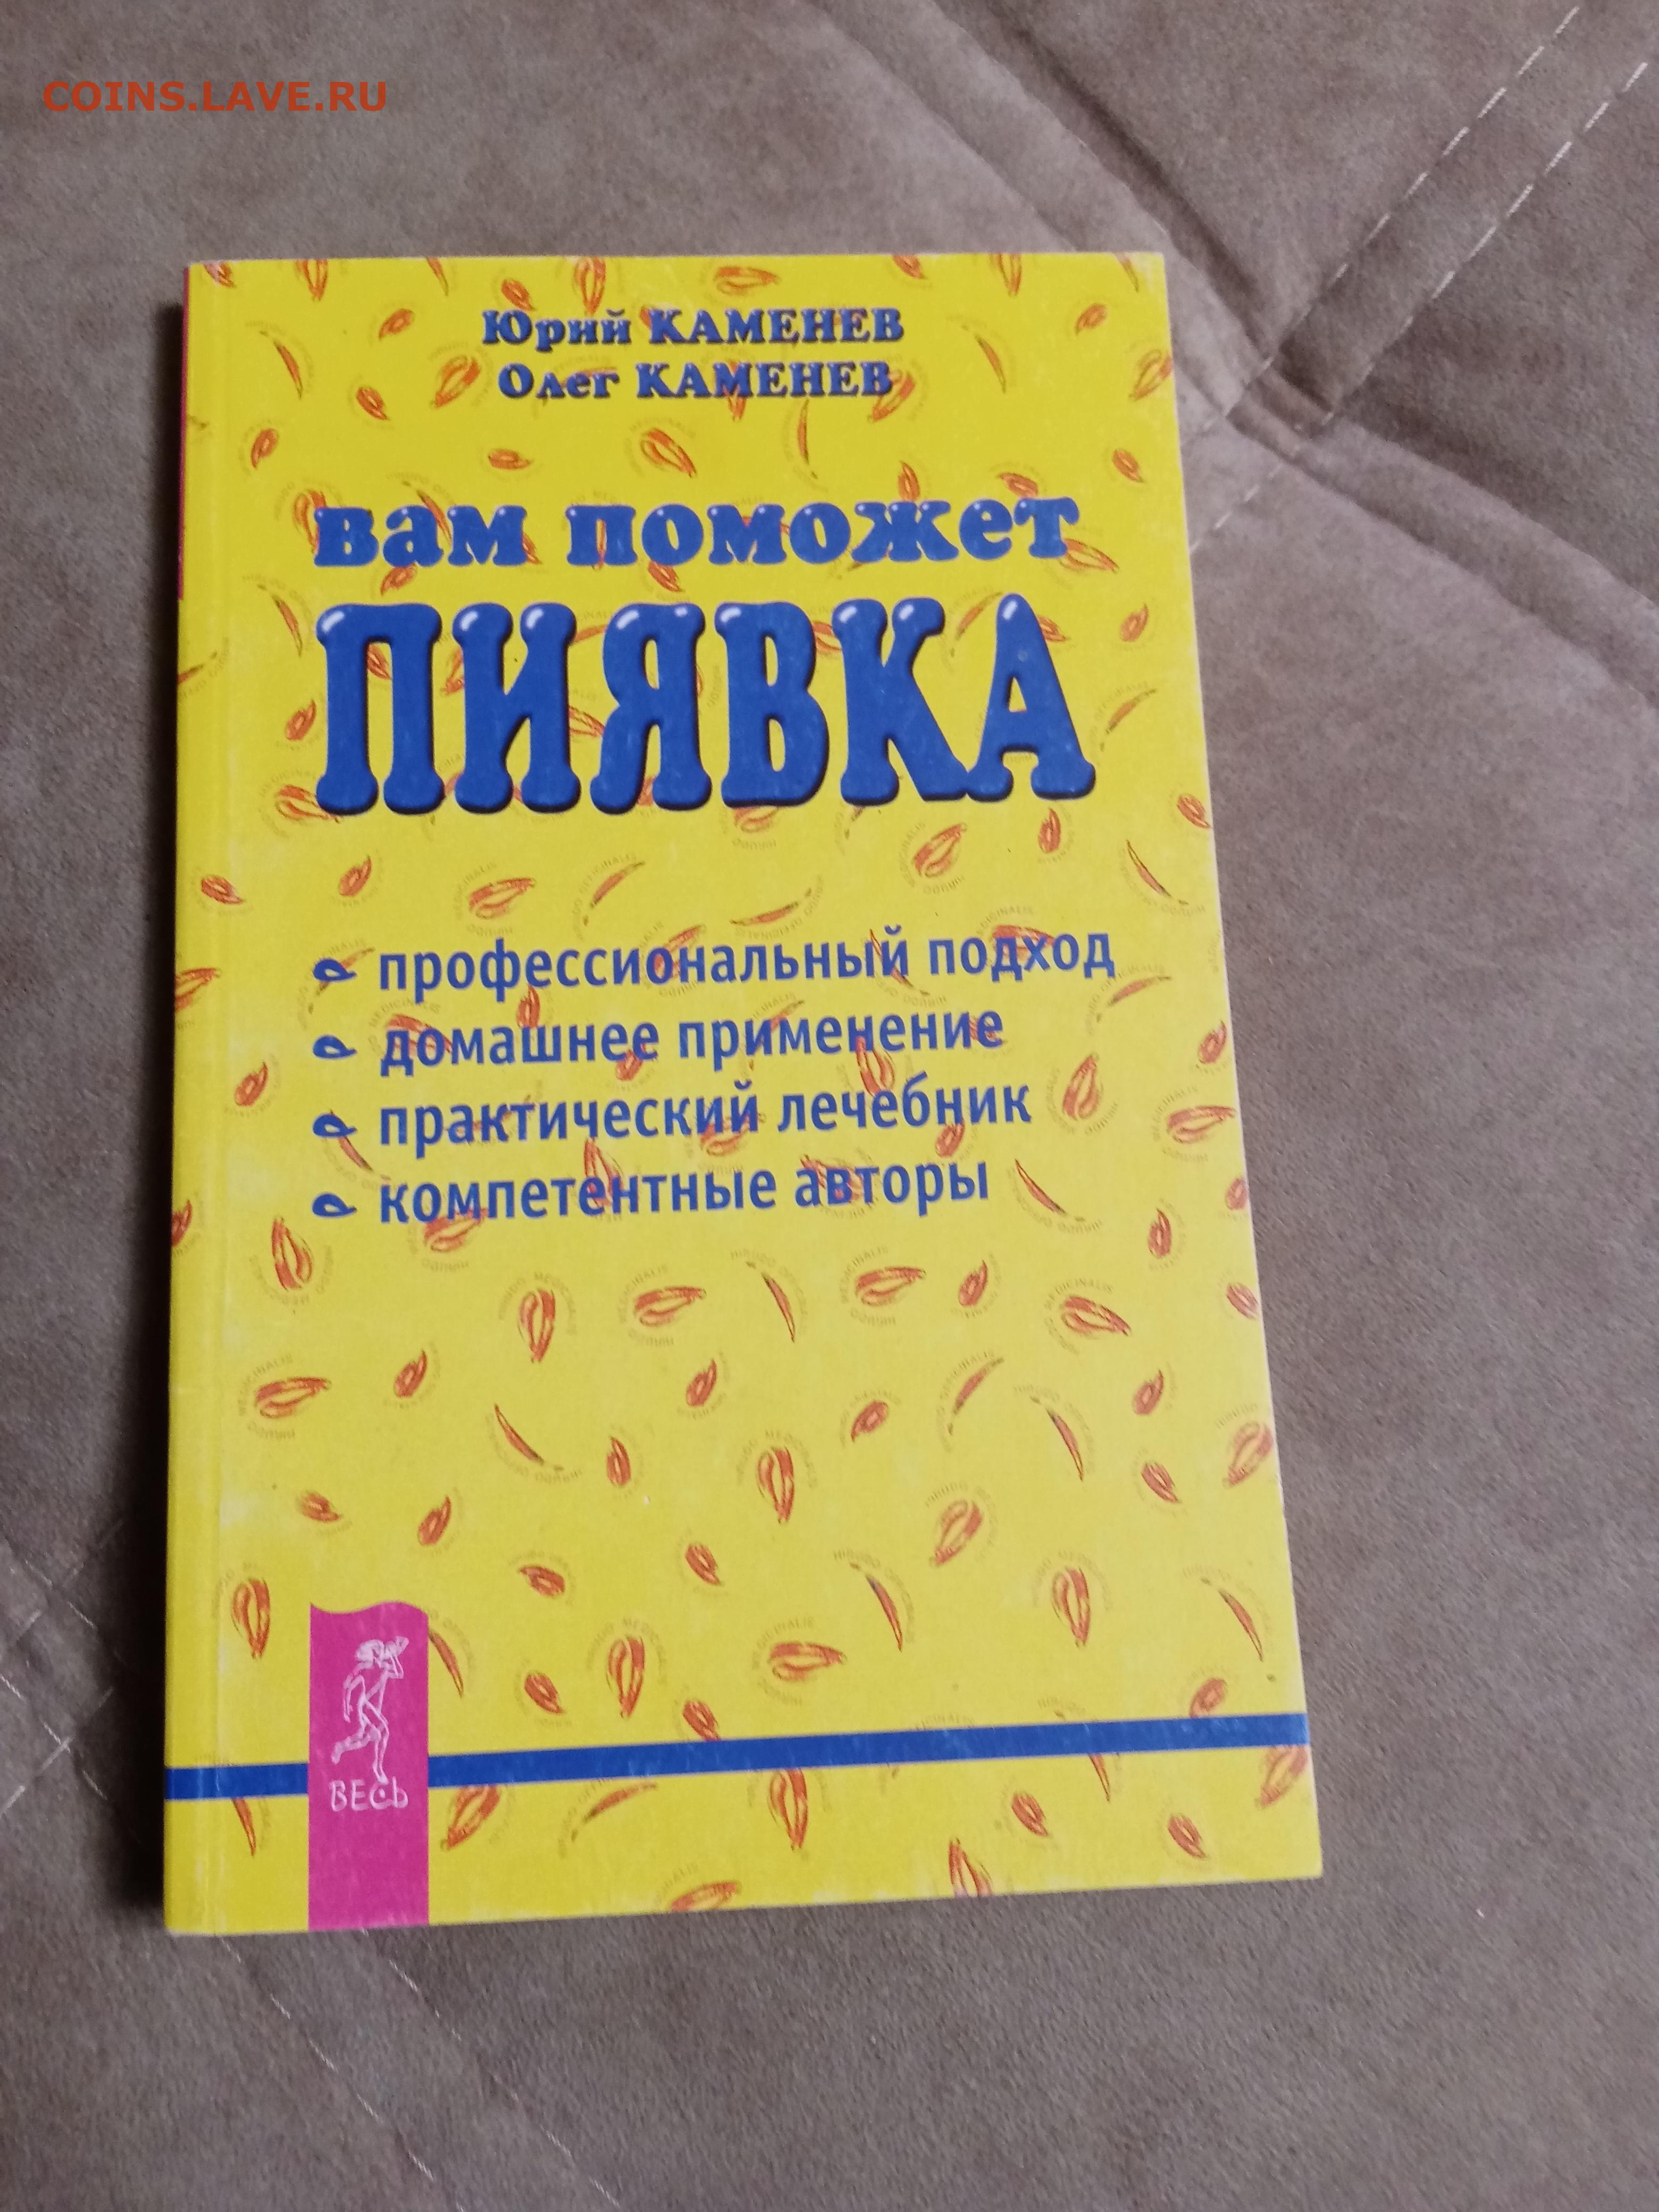 COINS.LAVE.RU
Юрий КАМЕНЕВ
Олег КАМЕНЕВ
вам поможет
ПИЯВКА
профессиональный подход
домашнее применение
практический лечебник
компетентные авторы
ВЕСЬ